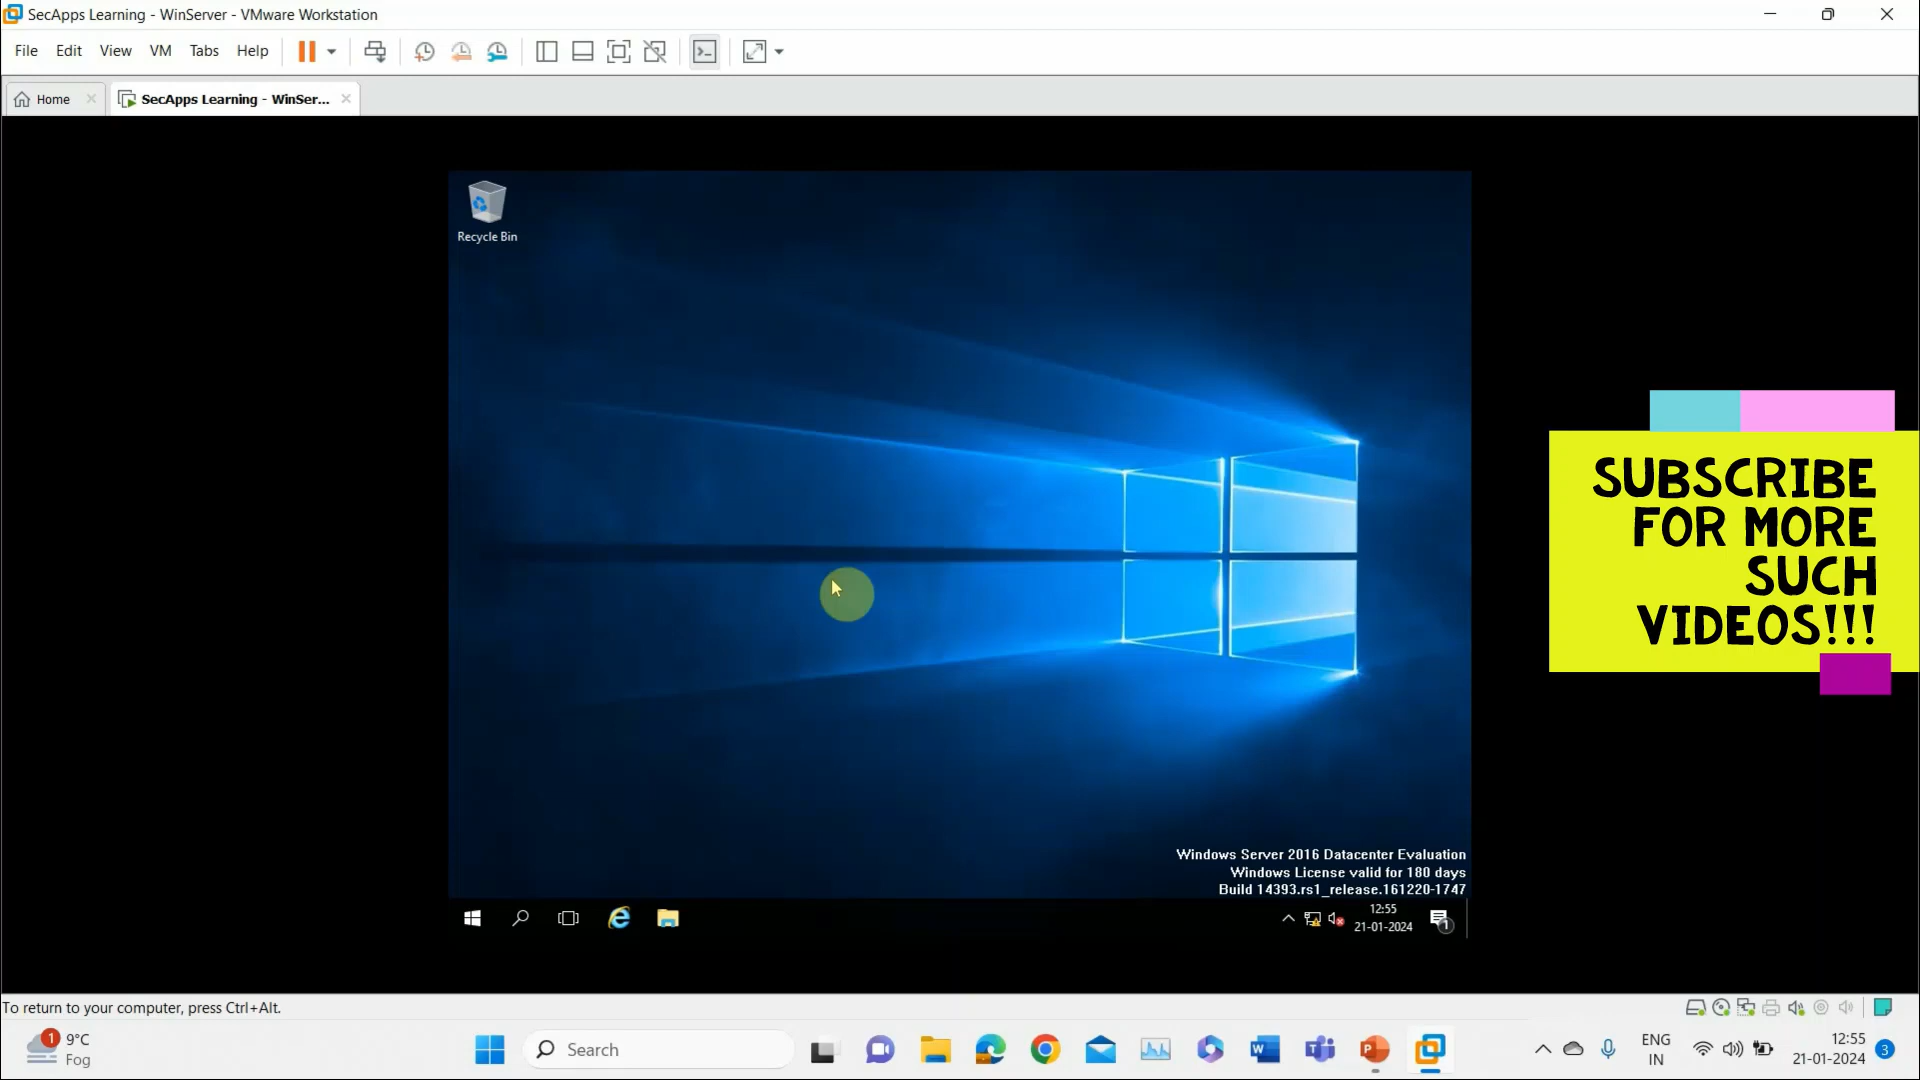 SecApps Learning - WinServer - VMware Workstation
File Edit View VM Tabs Help
Home
SecApps Learning - WinSer...
Recycle Bin
SUBSCRIBE
FOR MORE
SUCH
VIDEOS!!!
Windows Server 2016 Datacenter Evaluation
Windows License valid for 180 days
Build 14393.rs1_release.161220-1747
12:55
21-01-2024
1
To return to your computer, press Ctrl+Alt.
1
9°C
Fog
Search
ENG
IN
12:55
21-01-2024
3